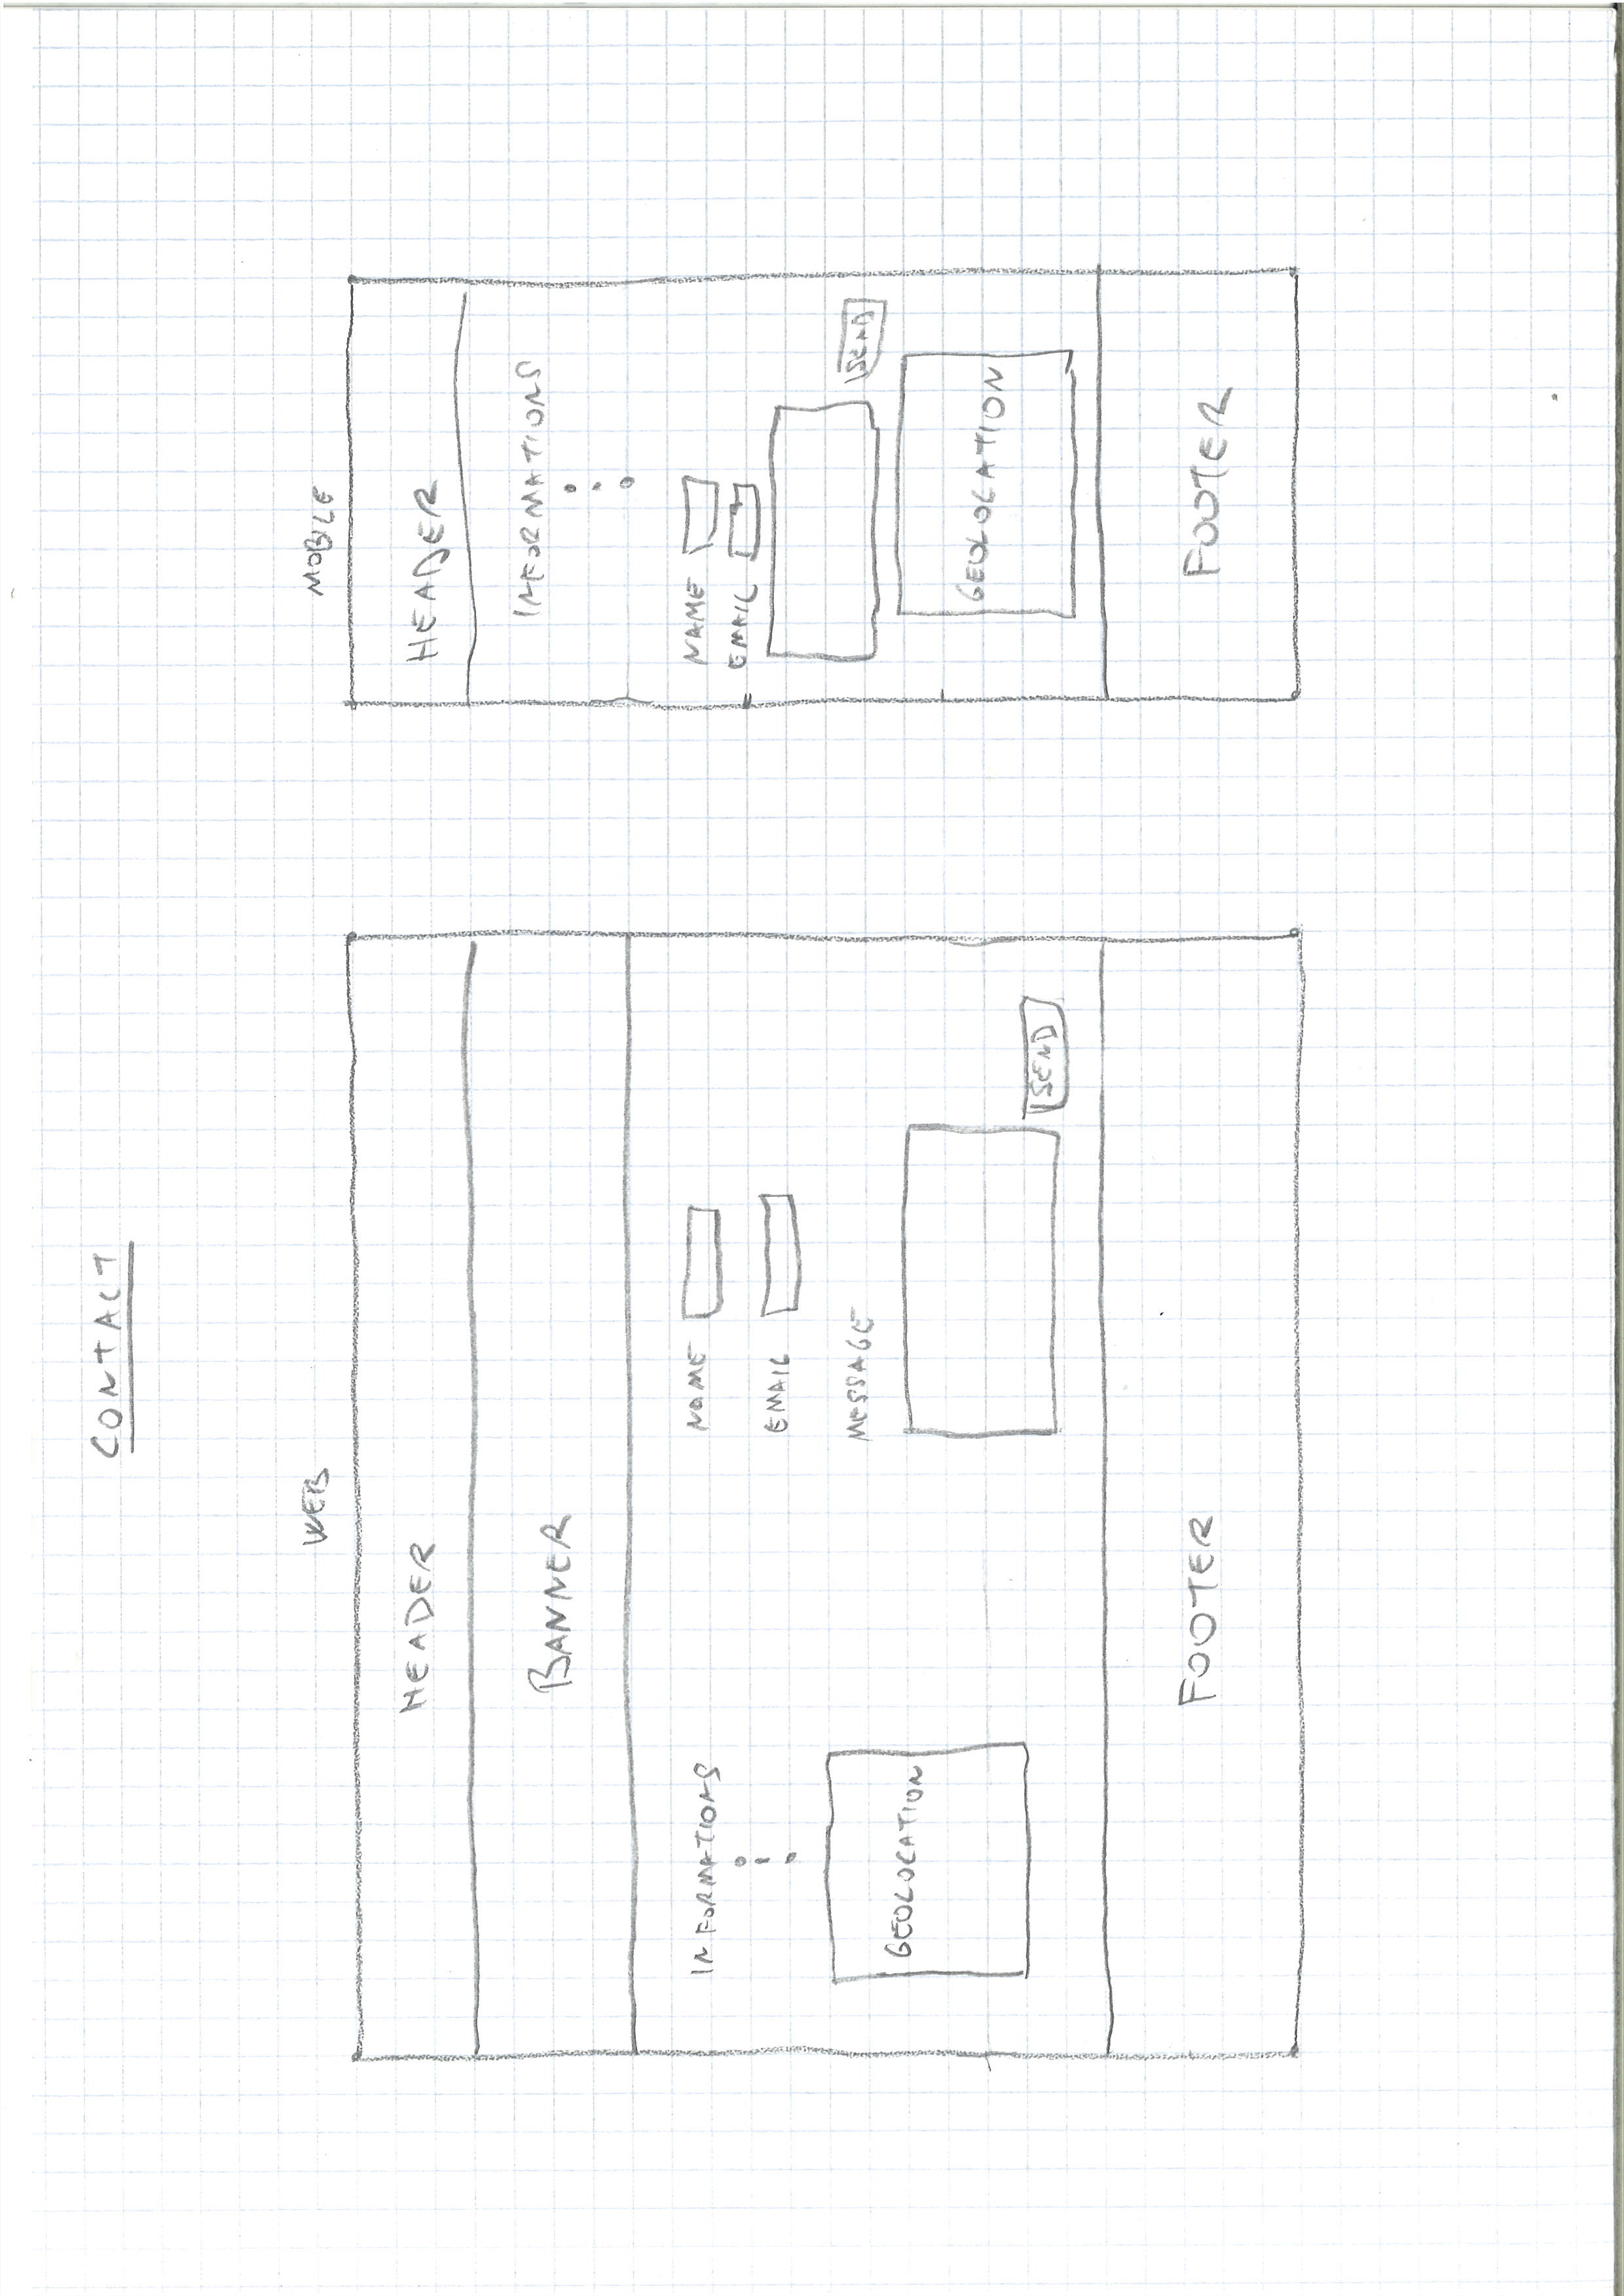 CONTACT
WEB
HEADER
BANNER
INFORMATIONS
GEOLOCATION
NAME
EMAIL
MESSAGE
SEND
FOOTER
MOBILE
HEADER
INFORMATIONS
NAME
EMAIL
SEND
GEOLOCATION
FOOTER